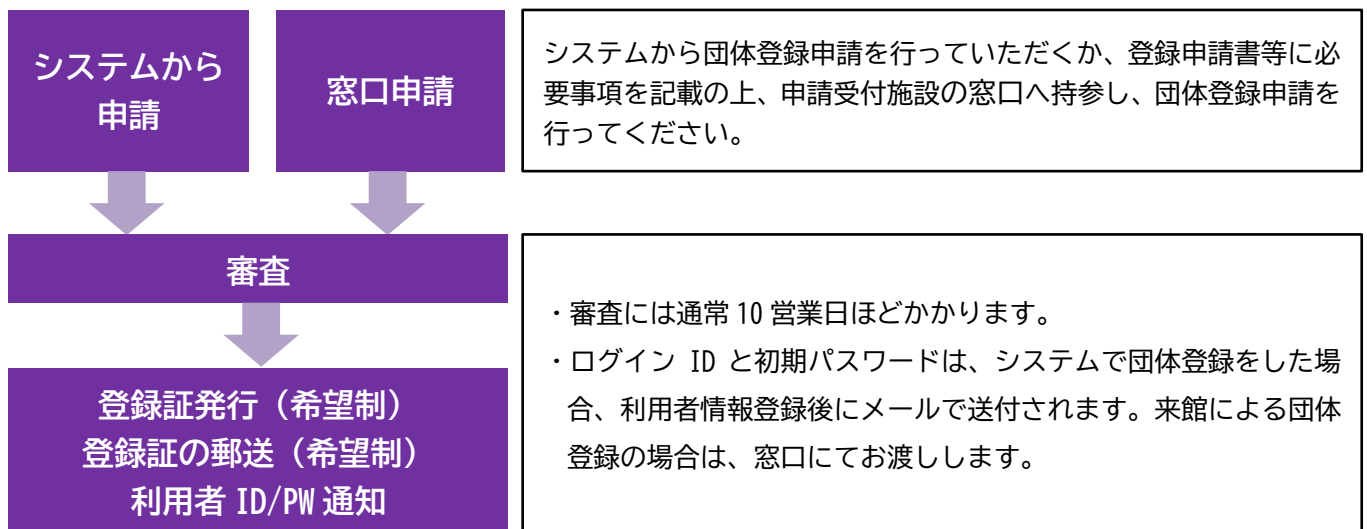 システムから
申請
窓口申請
システムから団体登録申請を行っていただくか、登録申請書等に必
要事項を記載の上、申請受付施設の窓口へ持参し、団体登録申請を
行ってください。
審査
・審査には通常 10 営業日ほどかかります。
・ログイン ID と初期パスワードは、システムで団体登録をした場
合、利用者情報登録後にメールで送付されます。来館による団体
登録の場合は、窓口にてお渡しします。
登録証発行（希望制）
登録証の郵送（希望制）
利用者 ID/PW 通知